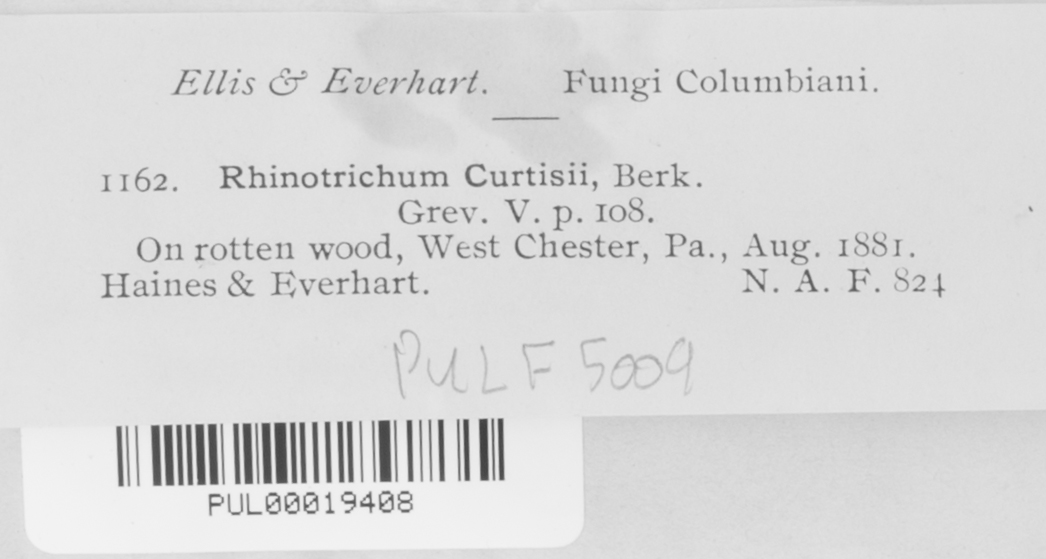 Ellis & Everhart. Fungi Columbiani.
1162. Rhinotrichum Curtisii, Berk.
Grev. V. p. 108.
On rotten wood, West Chester, Pa., Aug. 1881.
Haines & Everhart. N. A. F. 824
PULF 5009
PUL00019408